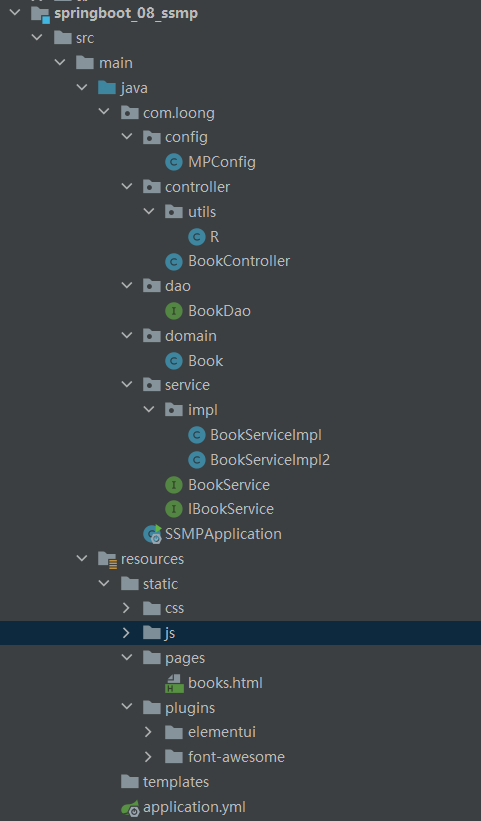 springboot_08_ssmp
src
main
java
com.loong
config
MPConfig
controller
utils
R
BookController
dao
BookDao
domain
Book
service
impl
BookServiceImpl
BookServiceImpl2
BookService
IBookService
SSMPApplication
resources
static
css
js
pages
books.html
plugins
elementui
font-awesome
templates
application.yml